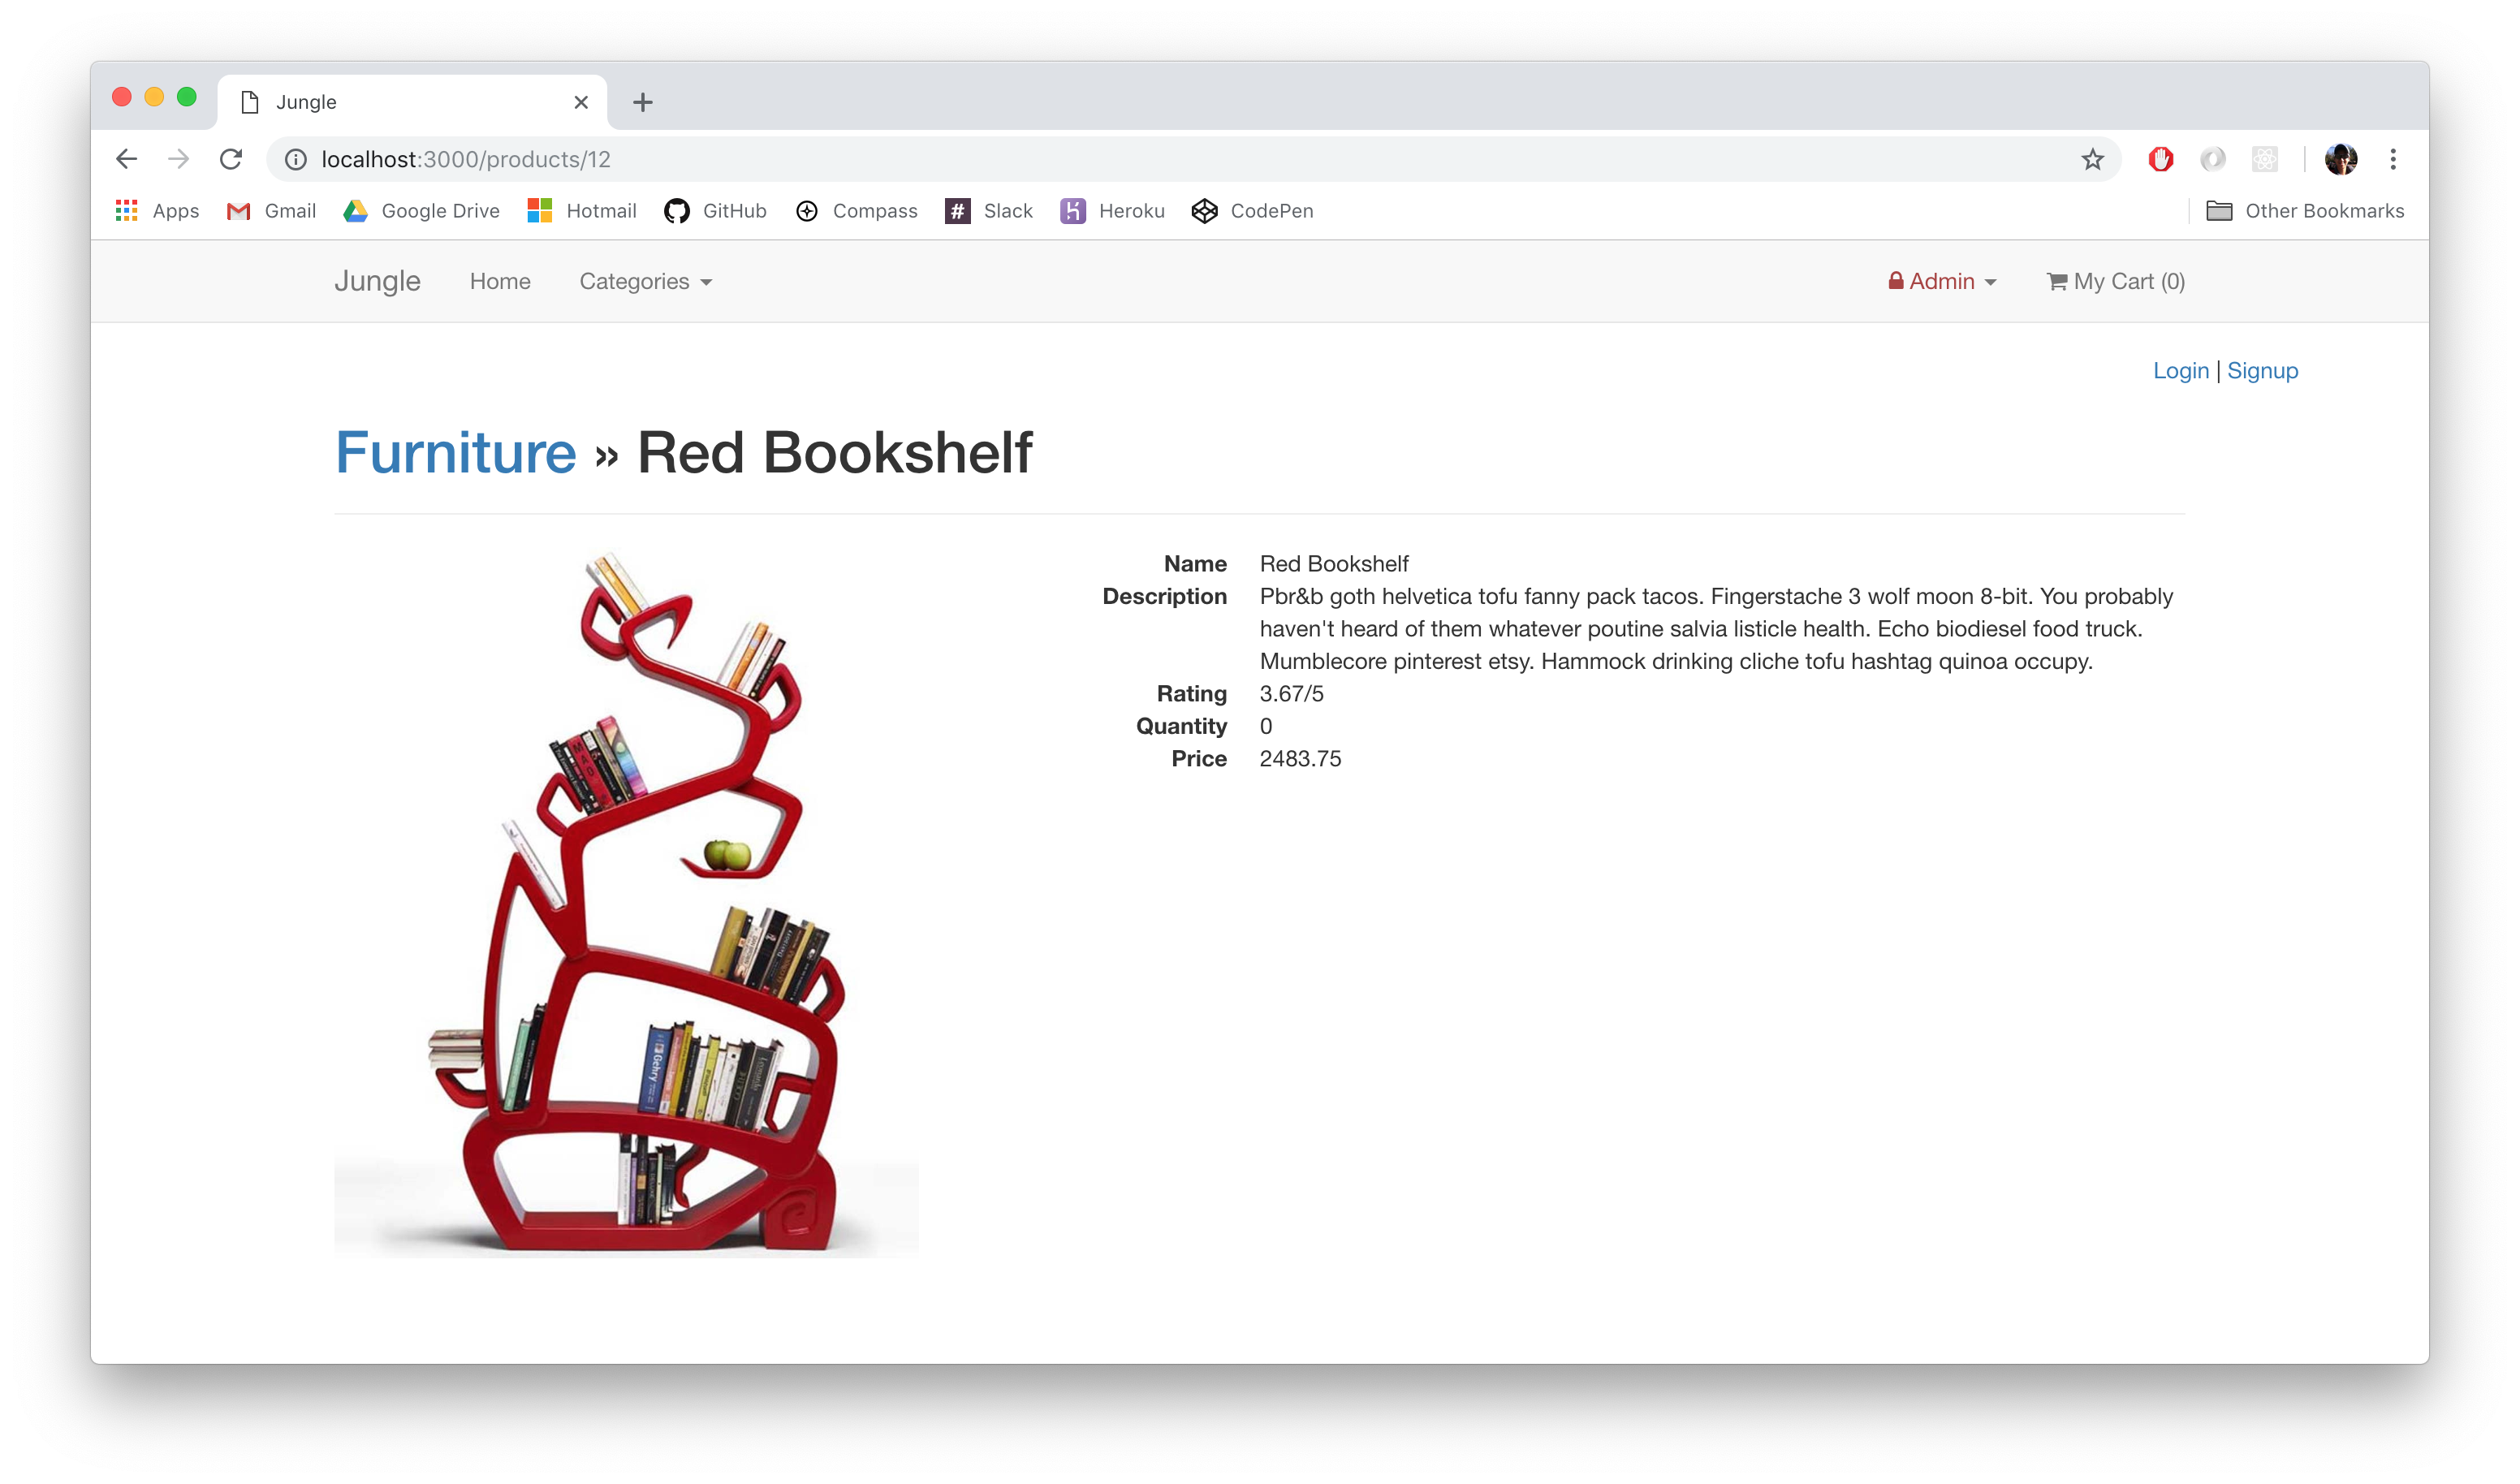 Jungle
localhost:3000/products/12
Apps Gmail Google Drive Hotmail GitHub Compass # Slack Heroku CodePen Other Bookmarks
Jungle Home Categories Admin My Cart (0)
Login | Signup
Furniture » Red Bookshelf
Name Red Bookshelf
Description Pbr&b goth helvetica tofu fanny pack tacos. Fingerstache 3 wolf moon 8-bit. You probably
haven't heard of them whatever poutine salvia listicle health. Echo biodiesel food truck.
Mumblecore pinterest etsy. Hammock drinking cliche tofu hashtag quinoa occupy.
Rating 3.67/5
Quantity 0
Price 2483.75
MAD
Gehry